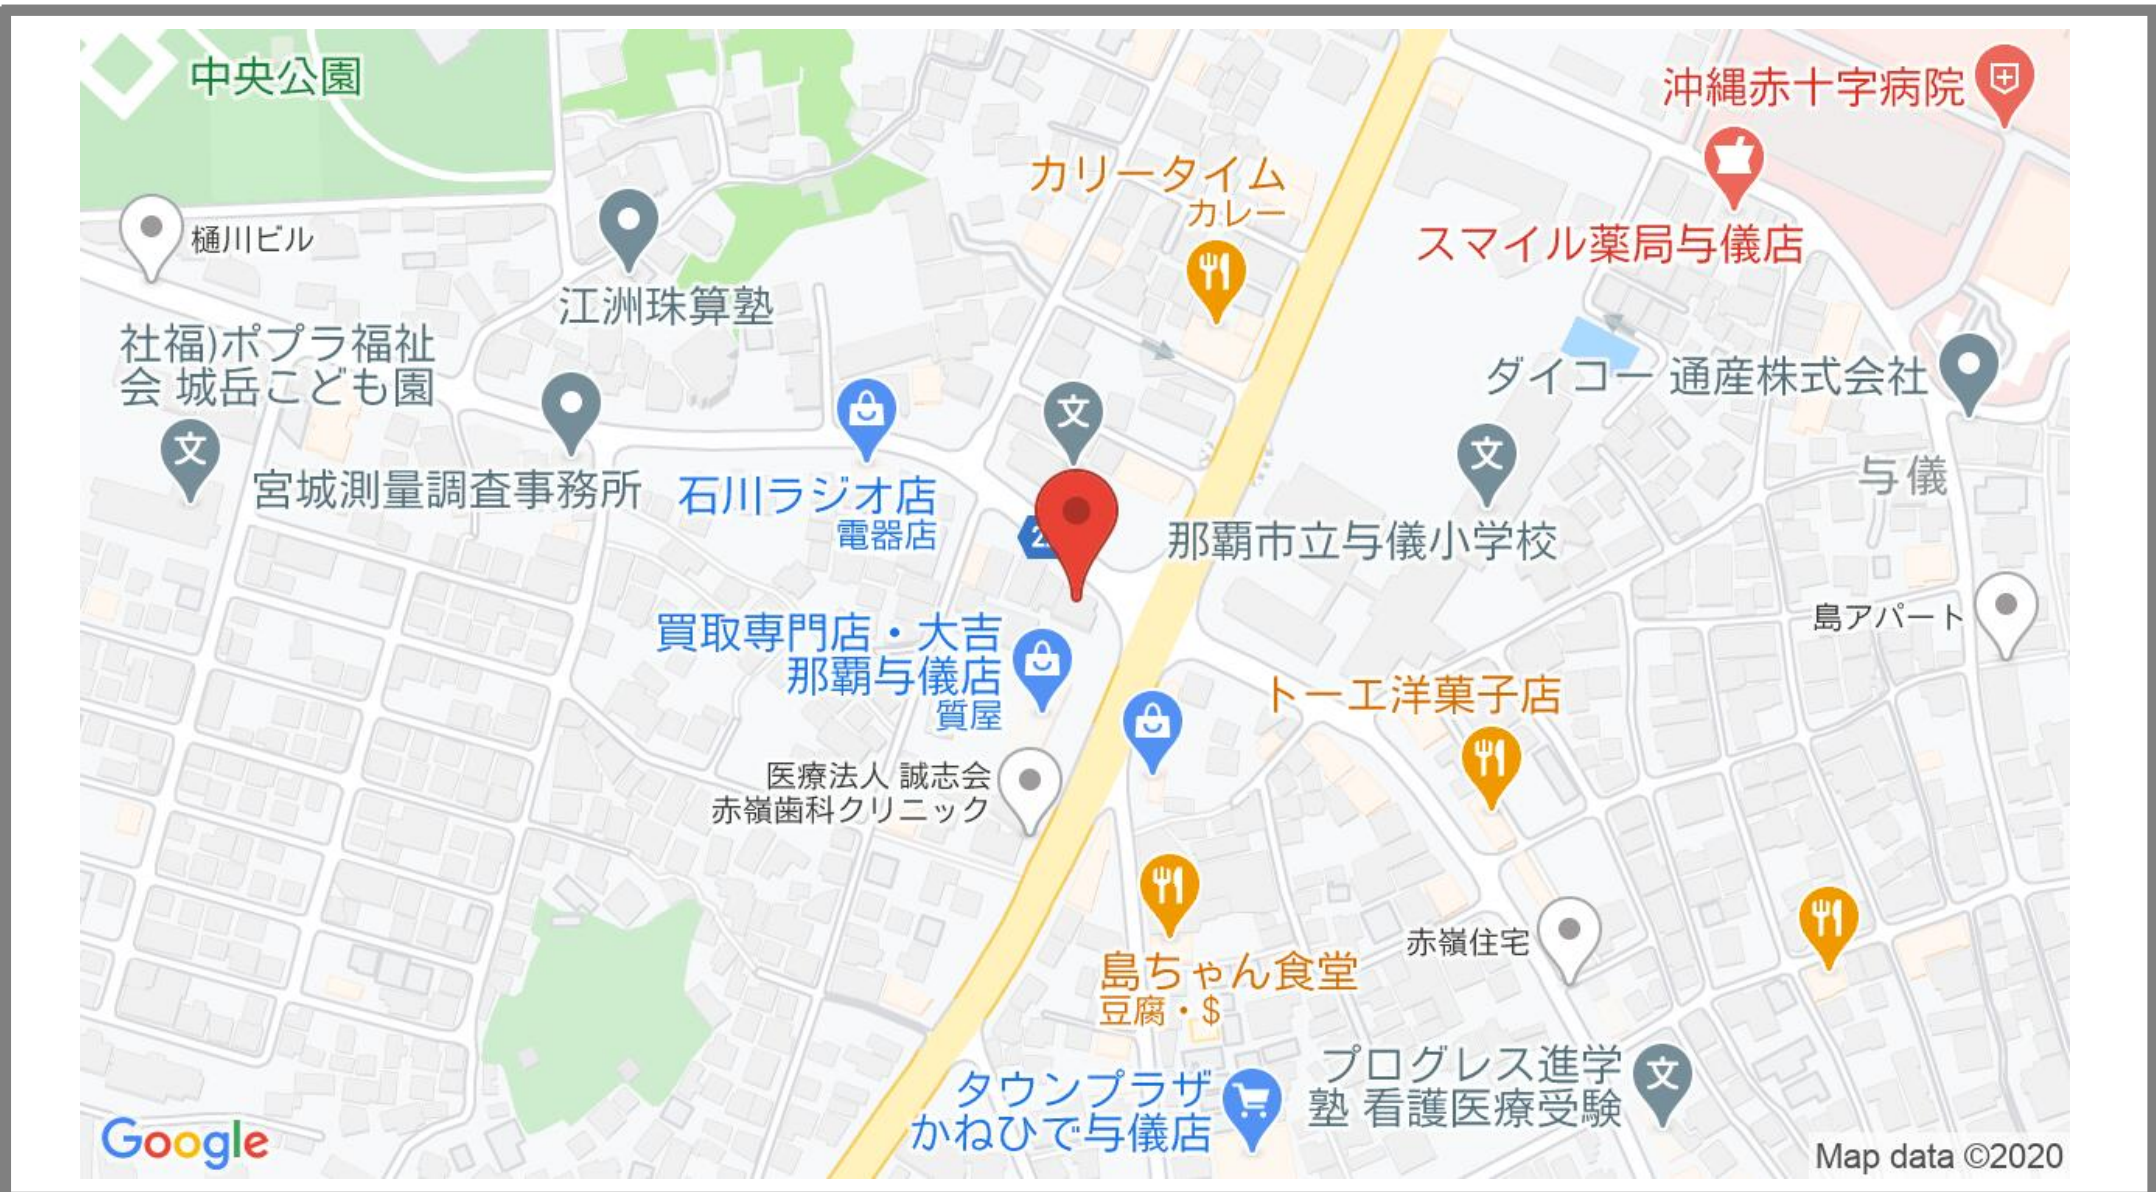 中央公園
沖縄赤十字病院
カリータイム
カレー
スマイル薬局与儀店
樋川ビル
江洲珠算塾
社福)ポプラ福祉
会 城岳こども園
ダイコー 通産株式会社
宮城測量調査事務所
石川ラジオ店
電器店
文
文
文
与儀
那覇市立与儀小学校
買取専門店・大吉
那覇与儀店
質屋
島アパート
トーエ洋菓子店
医療法人 誠志会
赤嶺歯科クリニック
赤嶺住宅
島ちゃん食堂
豆腐・$
タウンプラザ
かねひで与儀店
プログレス進学
塾 看護医療受験
文
Google
Map data ©2020